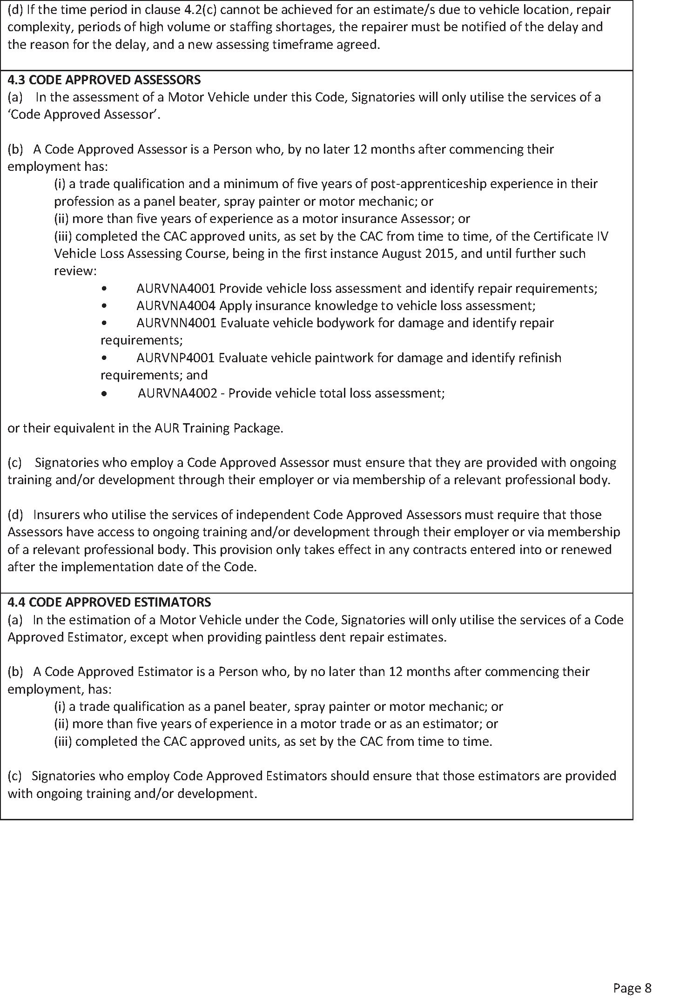 (d) If the time period in clause 4.2(c) cannot be achieved for an estimate/s due to vehicle location, repair
complexity, periods of high volume or staffing shortages, the repairer must be notified of the delay and
the reason for the delay, and a new assessing timeframe agreed.
4.3 CODE APPROVED ASSESSORS
(a) In the assessment of a Motor Vehicle under this Code, Signatories will only utilise the services of a
‘Code Approved Assessor’.
(b) A Code Approved Assessor is a Person who, by no later 12 months after commencing their
employment has:
(i) a trade qualification and a minimum of five years of post-apprenticeship experience in their
profession as a panel beater, spray painter or motor mechanic; or
(ii) more than five years of experience as a motor insurance Assessor; or
(iii) completed the CAC approved units, as set by the CAC from time to time, of the Certificate IV
Vehicle Loss Assessing Course, being in the first instance August 2015, and until further such
review:
• AURVNA4001 Provide vehicle loss assessment and identify repair requirements;
• AURVNA4004 Apply insurance knowledge to vehicle loss assessment;
• AURVNN4001 Evaluate vehicle bodywork for damage and identify repair
requirements;
• AURVNP4001 Evaluate vehicle paintwork for damage and identify refinish
requirements; and
• AURVNA4002 - Provide vehicle total loss assessment;
or their equivalent in the AUR Training Package.
(c) Signatories who employ a Code Approved Assessor must ensure that they are provided with ongoing
training and/or development through their employer or via membership of a relevant professional body.
(d) Insurers who utilise the services of independent Code Approved Assessors must require that those
Assessors have access to ongoing training and/or development through their employer or via membership
of a relevant professional body. This provision only takes effect in any contracts entered into or renewed
after the implementation date of the Code.
4.4 CODE APPROVED ESTIMATORS
(a) In the estimation of a Motor Vehicle under the Code, Signatories will only utilise the services of a Code
Approved Estimator, except when providing paintless dent repair estimates.
(b) A Code Approved Estimator is a Person who, by no later than 12 months after commencing their
employment, has:
(i) a trade qualification as a panel beater, spray painter or motor mechanic; or
(ii) more than five years of experience in a motor trade or as an estimator; or
(iii) completed the CAC approved units, as set by the CAC from time to time.
(c) Signatories who employ Code Approved Estimators should ensure that those estimators are provided
with ongoing training and/or development.
Page 8